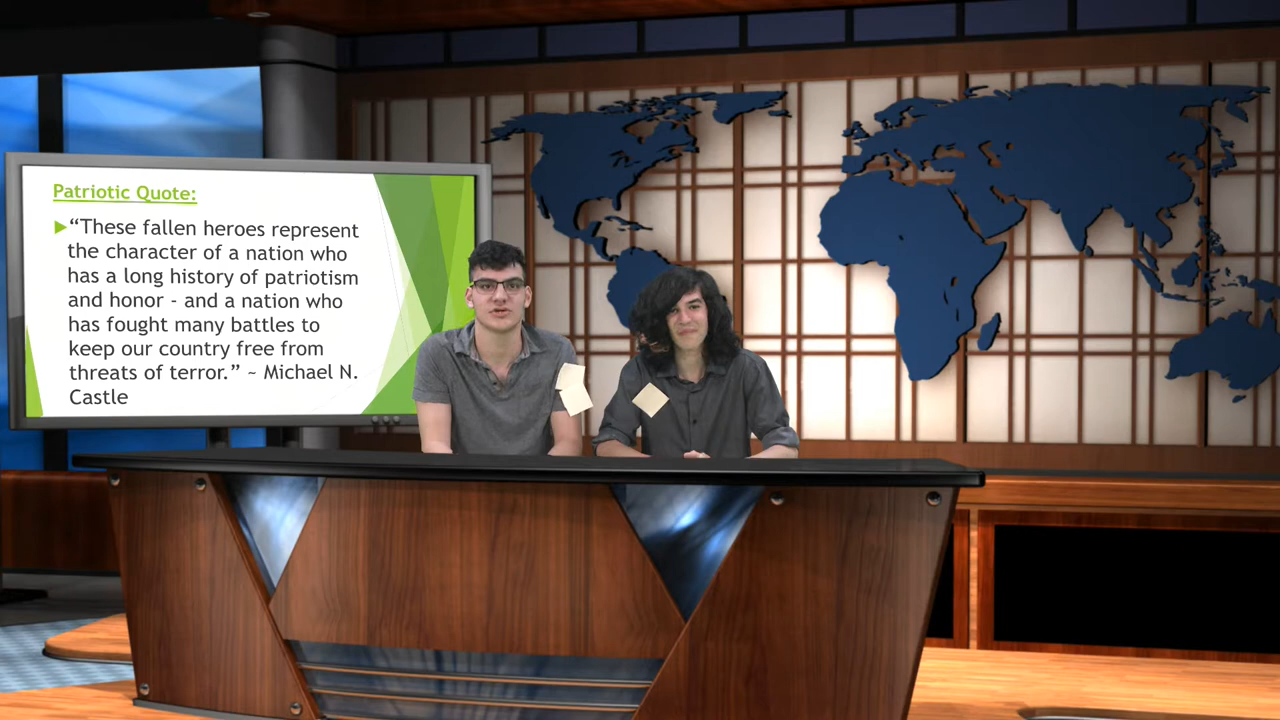 Patriotic Quote:
“These fallen heroes represent
the character of a nation who
has a long history of patriotism
and honor - and a nation who
has fought many battles to
keep our country free from
threats of terror.” ~ Michael N.
Castle